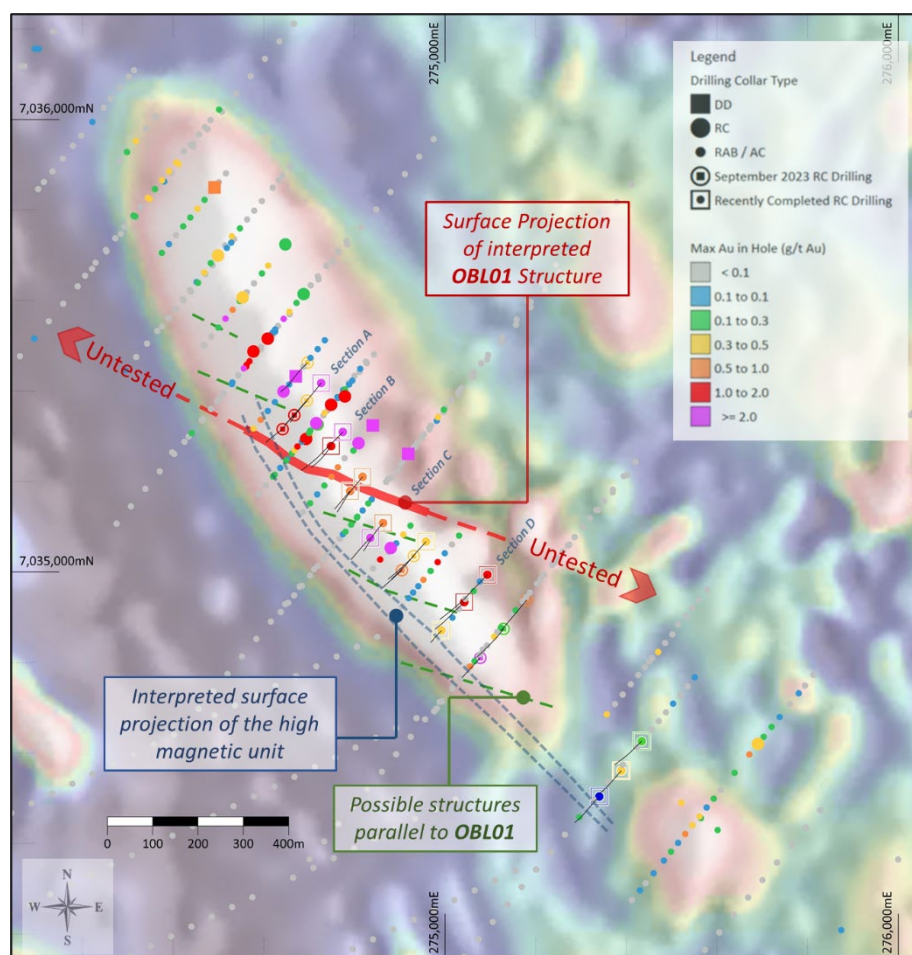 275,000mE
276,000mE
7,036,000mN
Legend
Drilling Collar Type
DD
RC
RAB / AC
September 2023 RC Drilling
Recently Completed RC Drilling
Max Au in Hole (g/t Au)
< 0.1
0.1 to 0.1
0.1 to 0.3
0.3 to 0.5
0.5 to 1.0
1.0 to 2.0
>= 2.0
Surface Projection
of interpreted
OBL01 Structure
Untested
Section A
Section B
Section C
Section D
Untested
7,035,000mN
Interpreted surface
projection of the high
magnetic unit
Possible structures
parallel to OBL01
0 100 200 300 400m
N
W E
S
275,000mE
276,000mE